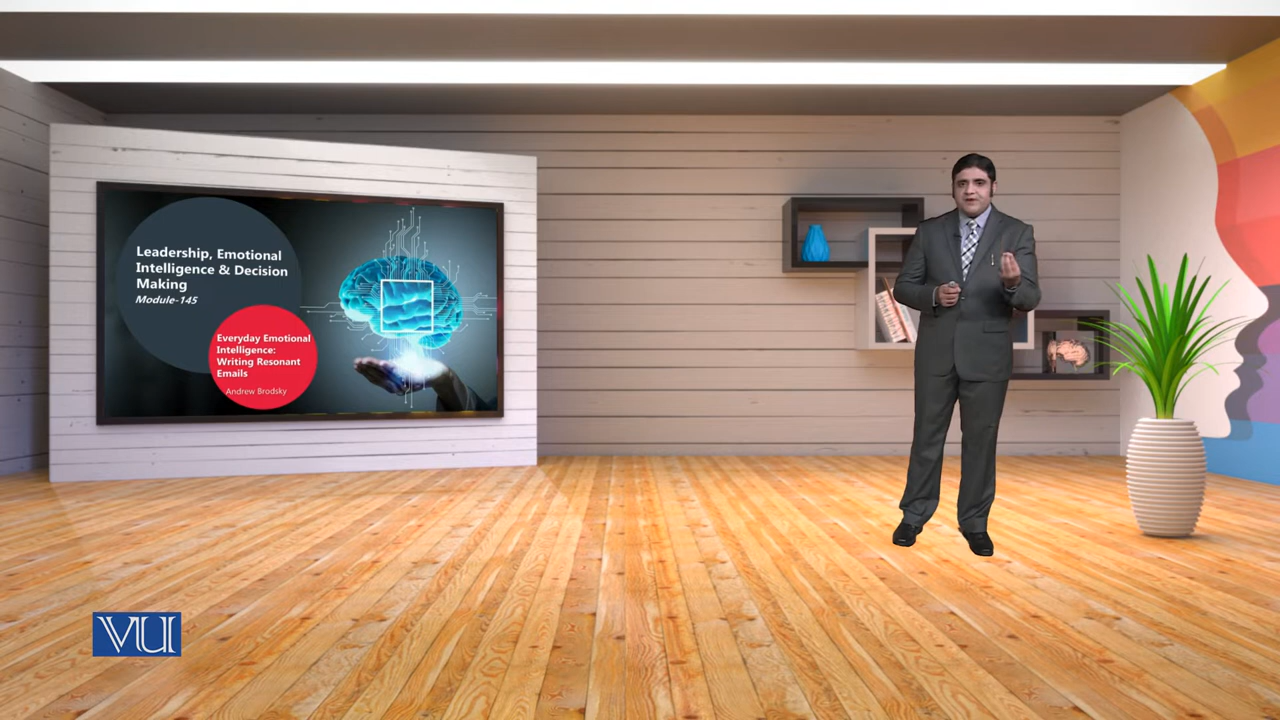 Leadership, Emotional
Intelligence & Decision
Making
Module-145
Everyday Emotional
Intelligence:
Writing Resonant
Emails
Andrew Brodsky
VU